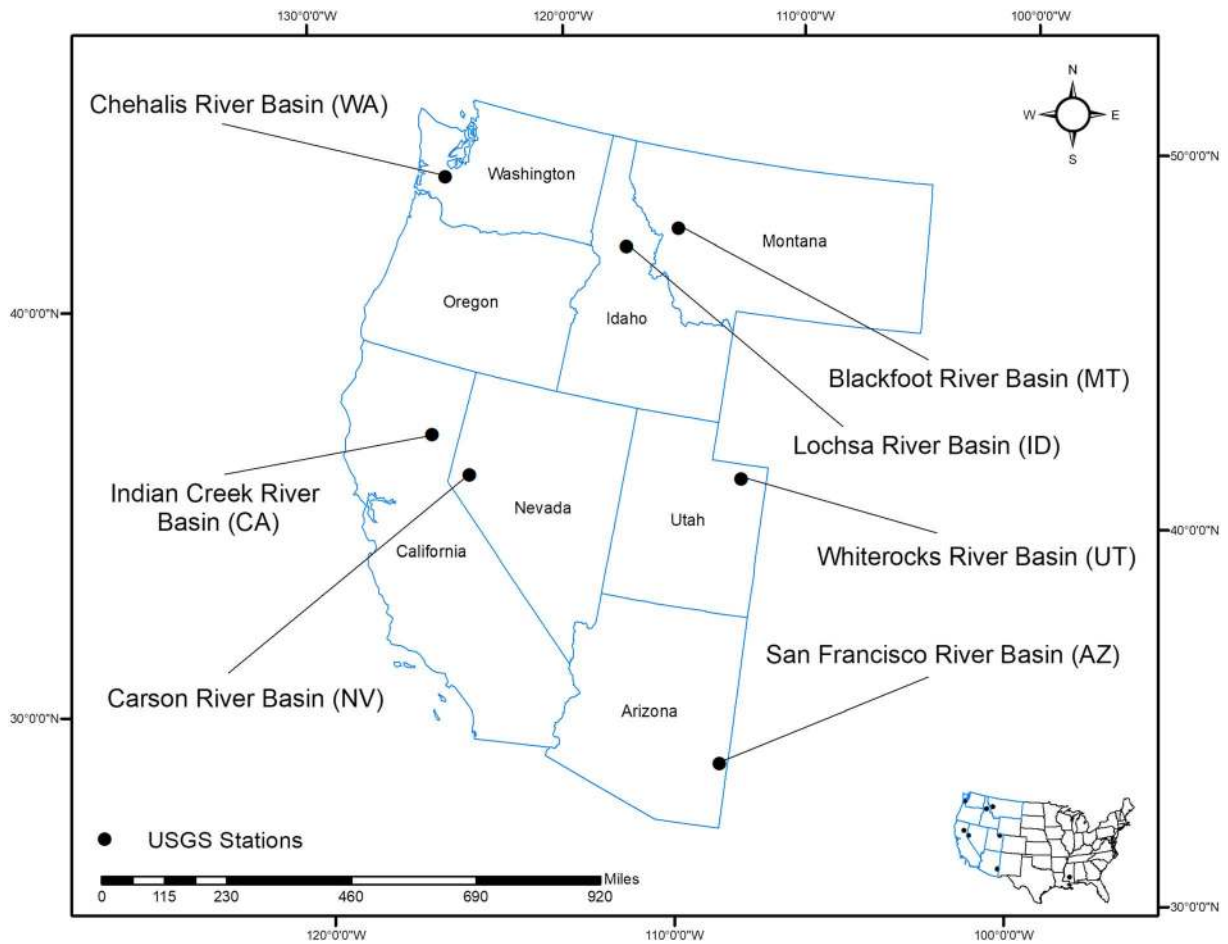 130°0'0"W
120°0'0"W
110°0'0"W
100°0'0"W
N
W
E
S
Chehalis River Basin (WA)
Washington
50°0'0"N
Montana
Oregon
40°0'0"N
Idaho
Blackfoot River Basin (MT)
Lochsa River Basin (ID)
Indian Creek River
Basin (CA)
Nevada
Utah
40°0'0"N
California
Whiterocks River Basin (UT)
San Francisco River Basin (AZ)
Carson River Basin (NV)
Arizona
30°0'0"N
USGS Stations
Miles
0
115
230
460
690
920
30°0'0"N
120°0'0"W
110°0'0"W
100°0'0"W